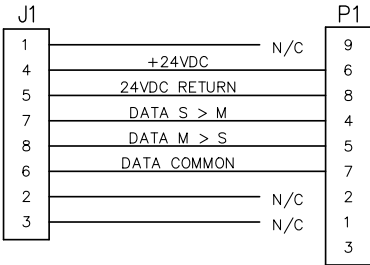 J1 P1
1 N/C 9
4 +24VDC 6
5 24VDC RETURN 8
7 DATA S > M 4
8 DATA M > S 5
6 DATA COMMON 7
2 N/C 2
3 N/C 1
3